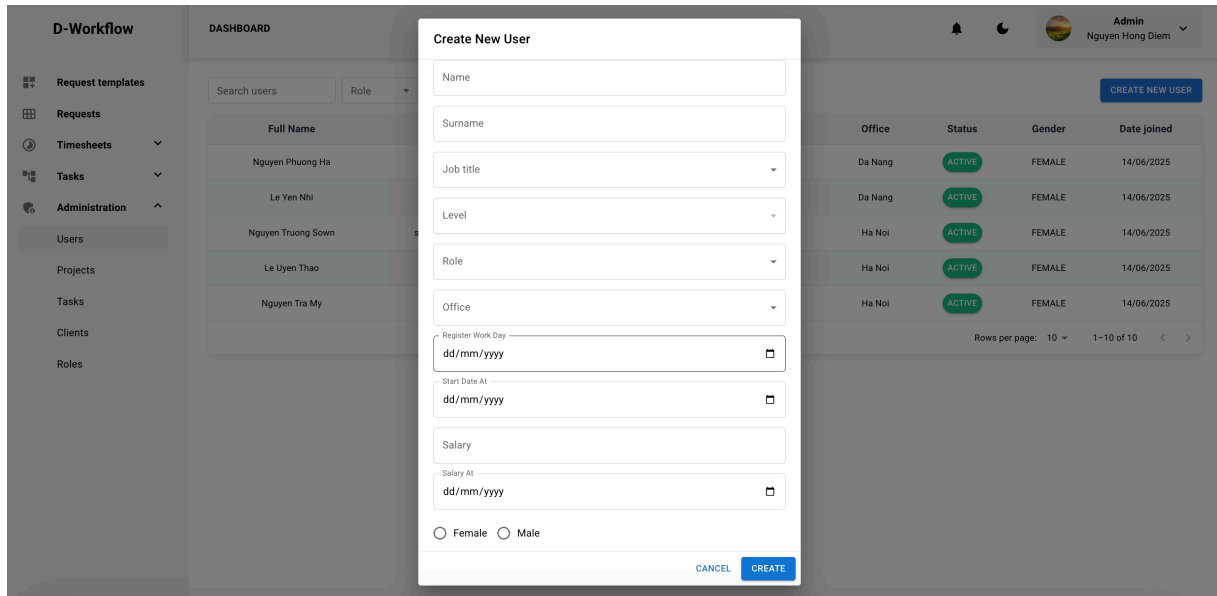 D-Workflow
DASHBOARD
Admin
Nguyen Hong Diem
Request templates
Requests
Timesheets
Tasks
Administration
Users
Projects
Tasks
Clients
Roles
Search users
Role
CREATE NEW USER
Full Name
Office
Status
Gender
Date joined
Nguyen Phuong Ha
Da Nang
ACTIVE
FEMALE
14/06/2025
Le Yen Nhi
Da Nang
ACTIVE
FEMALE
14/06/2025
Nguyen Truong Sown
s
Ha Noi
ACTIVE
FEMALE
14/06/2025
Le Uyen Thao
Ha Noi
ACTIVE
FEMALE
14/06/2025
Nguyen Tra My
Ha Noi
ACTIVE
FEMALE
14/06/2025
Rows per page:
10
1–10 of 10
Create New User
Name
Surname
Job title
Level
Role
Office
Register Work Day
dd/mm/yyyy
Start Date At
dd/mm/yyyy
Salary
Salary At
dd/mm/yyyy
Female
Male
CANCEL
CREATE